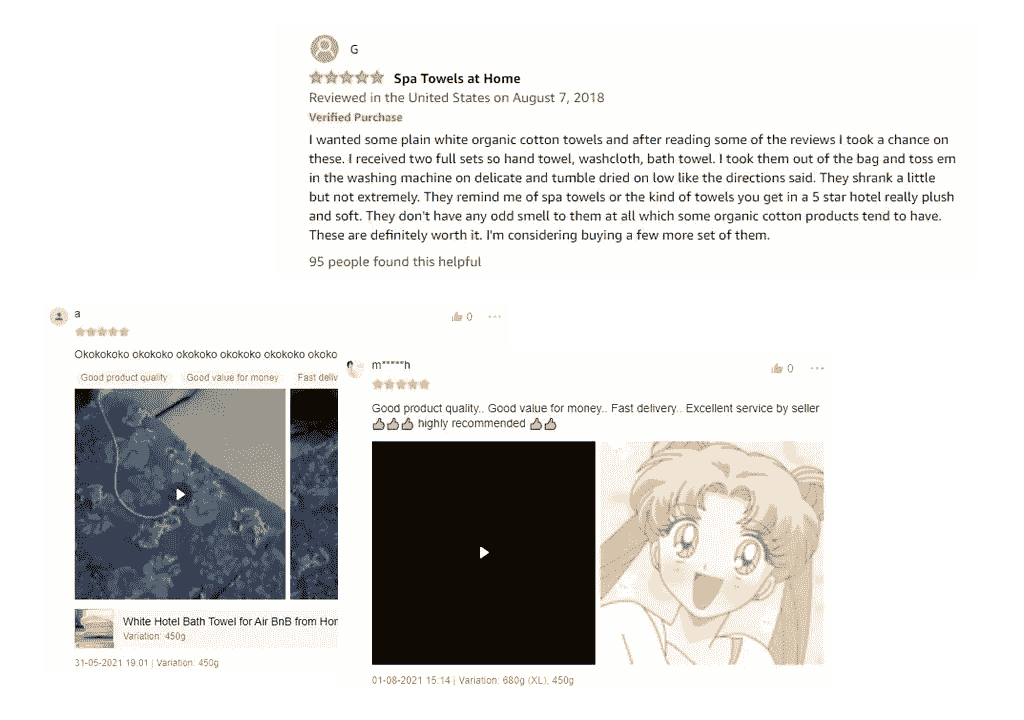 G
Spa Towels at Home
Reviewed in the United States on August 7, 2018
Verified Purchase
I wanted some plain white organic cotton towels and after reading some of the reviews I took a chance on
these. I received two full sets so hand towel, washcloth, bath towel. I took them out of the bag and toss em
in the washing machine on delicate and tumble dried on low like the directions said. They shrank a little
but not extremely. They remind me of spa towels or the kind of towels you get in a 5 star hotel really plush
and soft. They don't have any odd smell to them at all which some organic cotton products tend to have.
These are definitely worth it. I'm considering buying a few more set of them.
95 people found this helpful
a
0
Okokokoko okokoko okokoko okokoko okokoko okoko
Good product quality Good value for money Fast deliv
White Hotel Bath Towel for Air BnB from Hor
Variation: 450g
31-05-2021 19:01 | Variation: 450g
m*****h
0
Good product quality.. Good value for money.. Fast delivery.. Excellent service by seller
👍👍👍 highly recommended 👍👍
01-08-2021 15:14 | Variation: 680g (XL), 450g